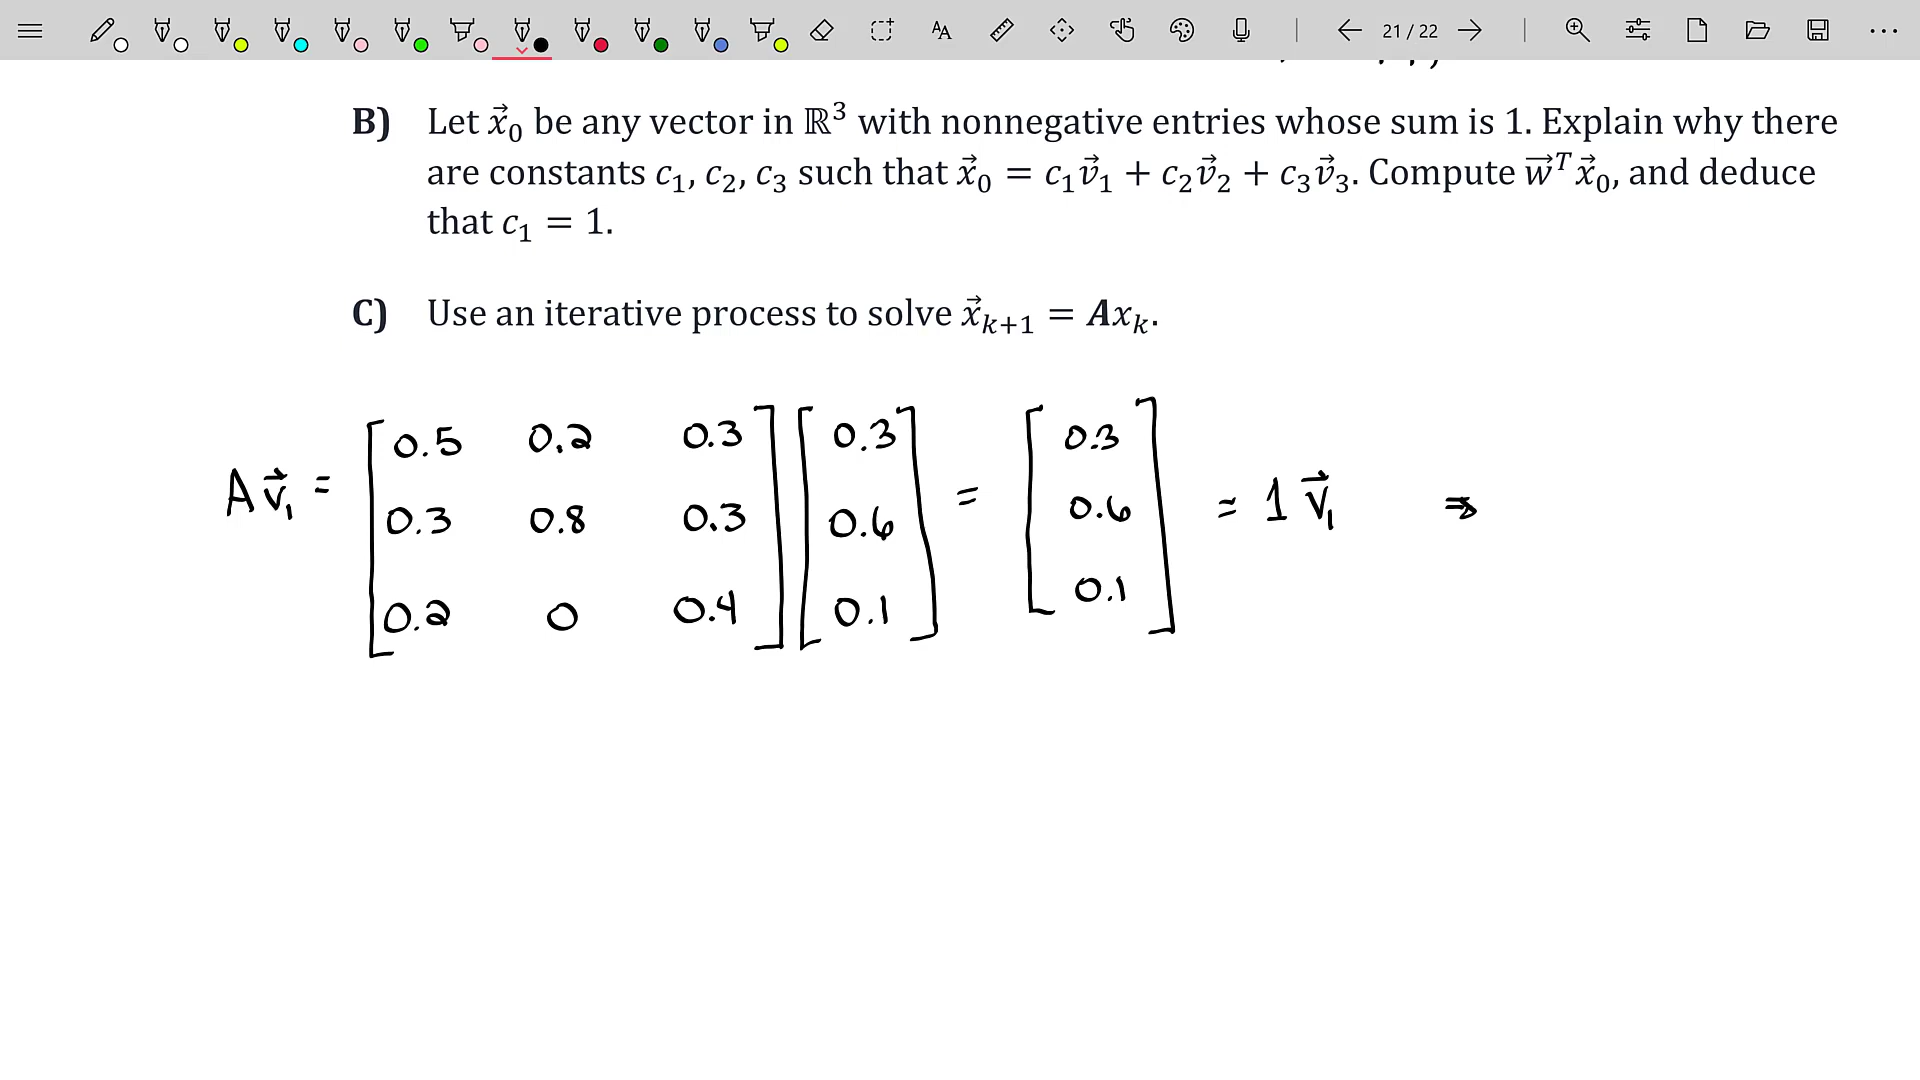 21 / 22
B) Let x⃗₀ be any vector in ℝ³ with nonnegative entries whose sum is 1. Explain why there
are constants c₁, c₂, c₃ such that x⃗₀ = c₁v⃗₁ + c₂v⃗₂ + c₃v⃗₃. Compute w⃗ᵀx⃗₀, and deduce
that c₁ = 1.
C) Use an iterative process to solve x⃗ₖ₊₁ = Axₖ.
Av⃗₁ = [0.5 0.2 0.3] [0.3] = [0.3] = 1v⃗₁ ⇒
[0.3 0.8 0.3] [0.6] [0.6]
[0.2 0 0.4] [0.1] [0.1]